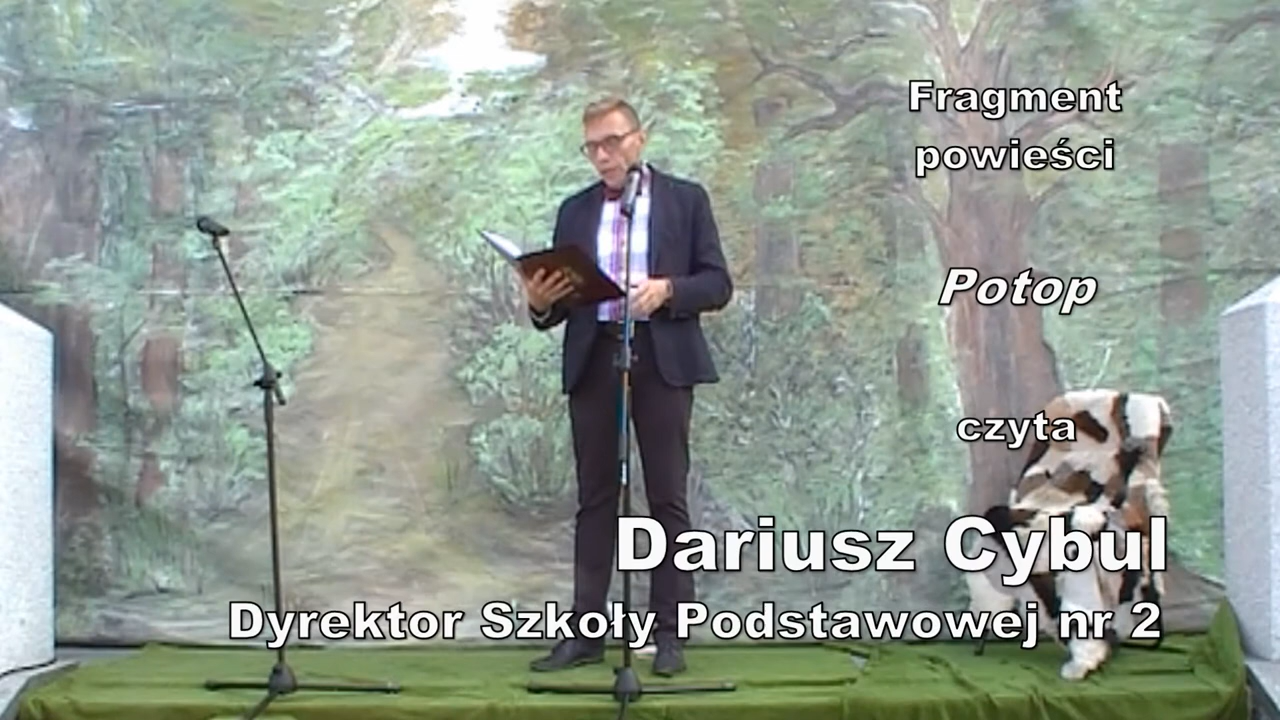 Fragment
powieści
Potop
czyta
Dariusz Cybul
Dyrektor Szkoły Podstawowej nr 2